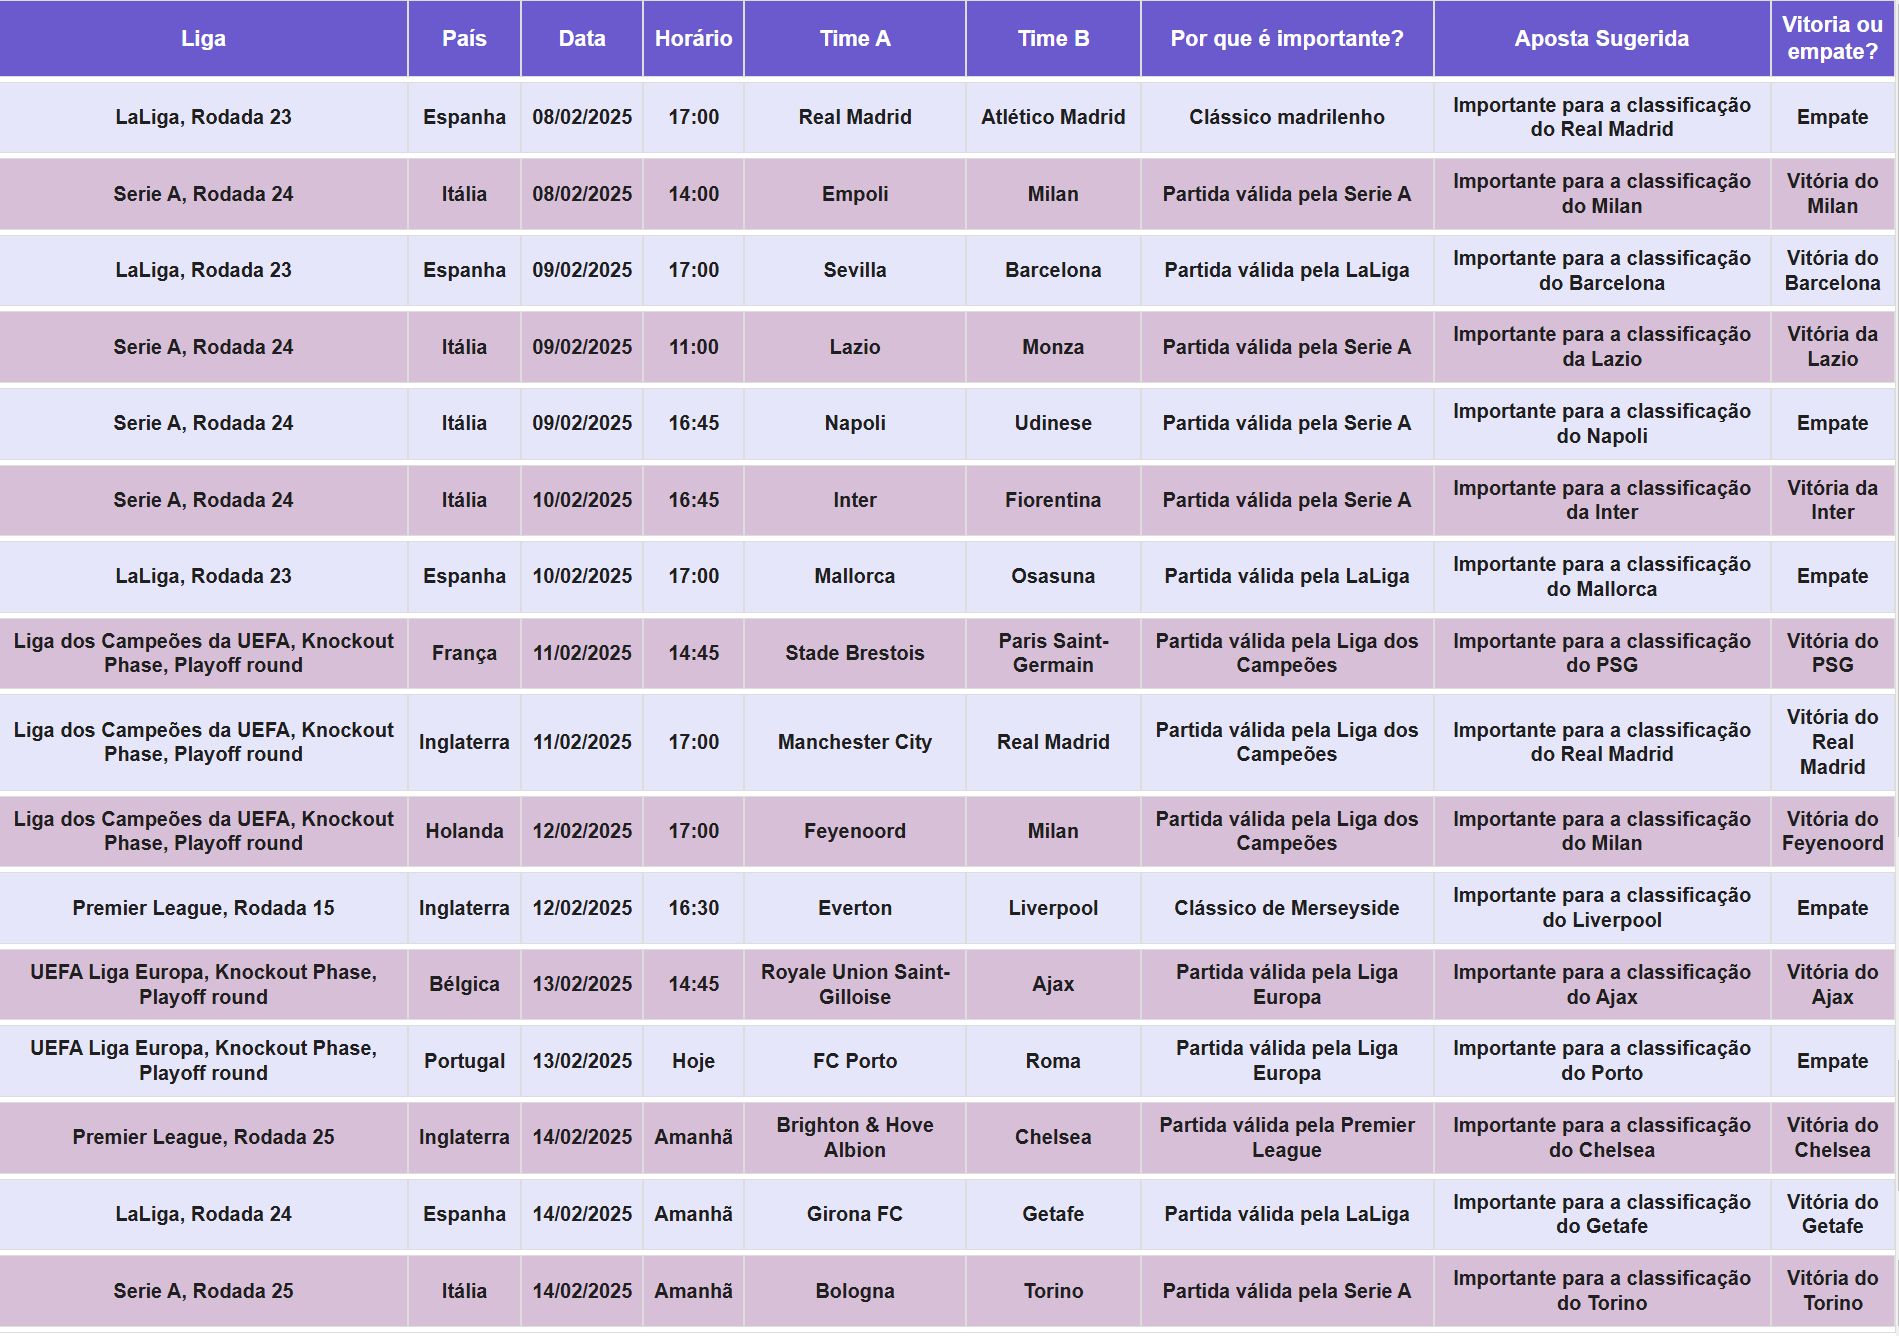 Liga País Data Horário Time A Time B Por que é importante? Aposta Sugerida Vitoria ou
empate?
LaLiga, Rodada 23 Espanha 08/02/2025 17:00 Real Madrid Atlético Madrid Clássico madrilenho Importante para a classificação
do Real Madrid Empate
Serie A, Rodada 24 Itália 08/02/2025 14:00 Empoli Milan Partida válida pela Serie A Importante para a classificação
do Milan Vitória do
Milan
LaLiga, Rodada 23 Espanha 09/02/2025 17:00 Sevilla Barcelona Partida válida pela LaLiga Importante para a classificação
do Barcelona Vitória do
Barcelona
Serie A, Rodada 24 Itália 09/02/2025 11:00 Lazio Monza Partida válida pela Serie A Importante para a classificação
da Lazio Vitória da
Lazio
Serie A, Rodada 24 Itália 09/02/2025 16:45 Napoli Udinese Partida válida pela Serie A Importante para a classificação
do Napoli Empate
Serie A, Rodada 24 Itália 10/02/2025 16:45 Inter Fiorentina Partida válida pela Serie A Importante para a classificação
da Inter Vitória da
Inter
LaLiga, Rodada 23 Espanha 10/02/2025 17:00 Mallorca Osasuna Partida válida pela LaLiga Importante para a classificação
do Mallorca Empate
Liga dos Campeões da UEFA, Knockout
Phase, Playoff round França 11/02/2025 14:45 Stade Brestois Paris Saint-
Germain Partida válida pela Liga dos
Campeões Importante para a classificação
do PSG Vitória do
PSG
Liga dos Campeões da UEFA, Knockout
Phase, Playoff round Inglaterra 11/02/2025 17:00 Manchester City Real Madrid Partida válida pela Liga dos
Campeões Importante para a classificação
do Real Madrid Vitória do
Real
Madrid
Liga dos Campeões da UEFA, Knockout
Phase, Playoff round Holanda 12/02/2025 17:00 Feyenoord Milan Partida válida pela Liga dos
Campeões Importante para a classificação
do Milan Vitória do
Feyenoord
Premier League, Rodada 15 Inglaterra 12/02/2025 16:30 Everton Liverpool Clássico de Merseyside Importante para a classificação
do Liverpool Empate
UEFA Liga Europa, Knockout Phase,
Playoff round Bélgica 13/02/2025 14:45 Royale Union Saint-
Gilloise Ajax Partida válida pela Liga
Europa Importante para a classificação
do Ajax Vitória do
Ajax
UEFA Liga Europa, Knockout Phase,
Playoff round Portugal 13/02/2025 Hoje FC Porto Roma Partida válida pela Liga
Europa Importante para a classificação
do Porto Empate
Premier League, Rodada 25 Inglaterra 14/02/2025 Amanhã Brighton & Hove
Albion Chelsea Partida válida pela Premier
League Importante para a classificação
do Chelsea Vitória do
Chelsea
LaLiga, Rodada 24 Espanha 14/02/2025 Amanhã Girona FC Getafe Partida válida pela LaLiga Importante para a classificação
do Getafe Vitória do
Getafe
Serie A, Rodada 25 Itália 14/02/2025 Amanhã Bologna Torino Partida válida pela Serie A Importante para a classificação
do Torino Vitória do
Torino